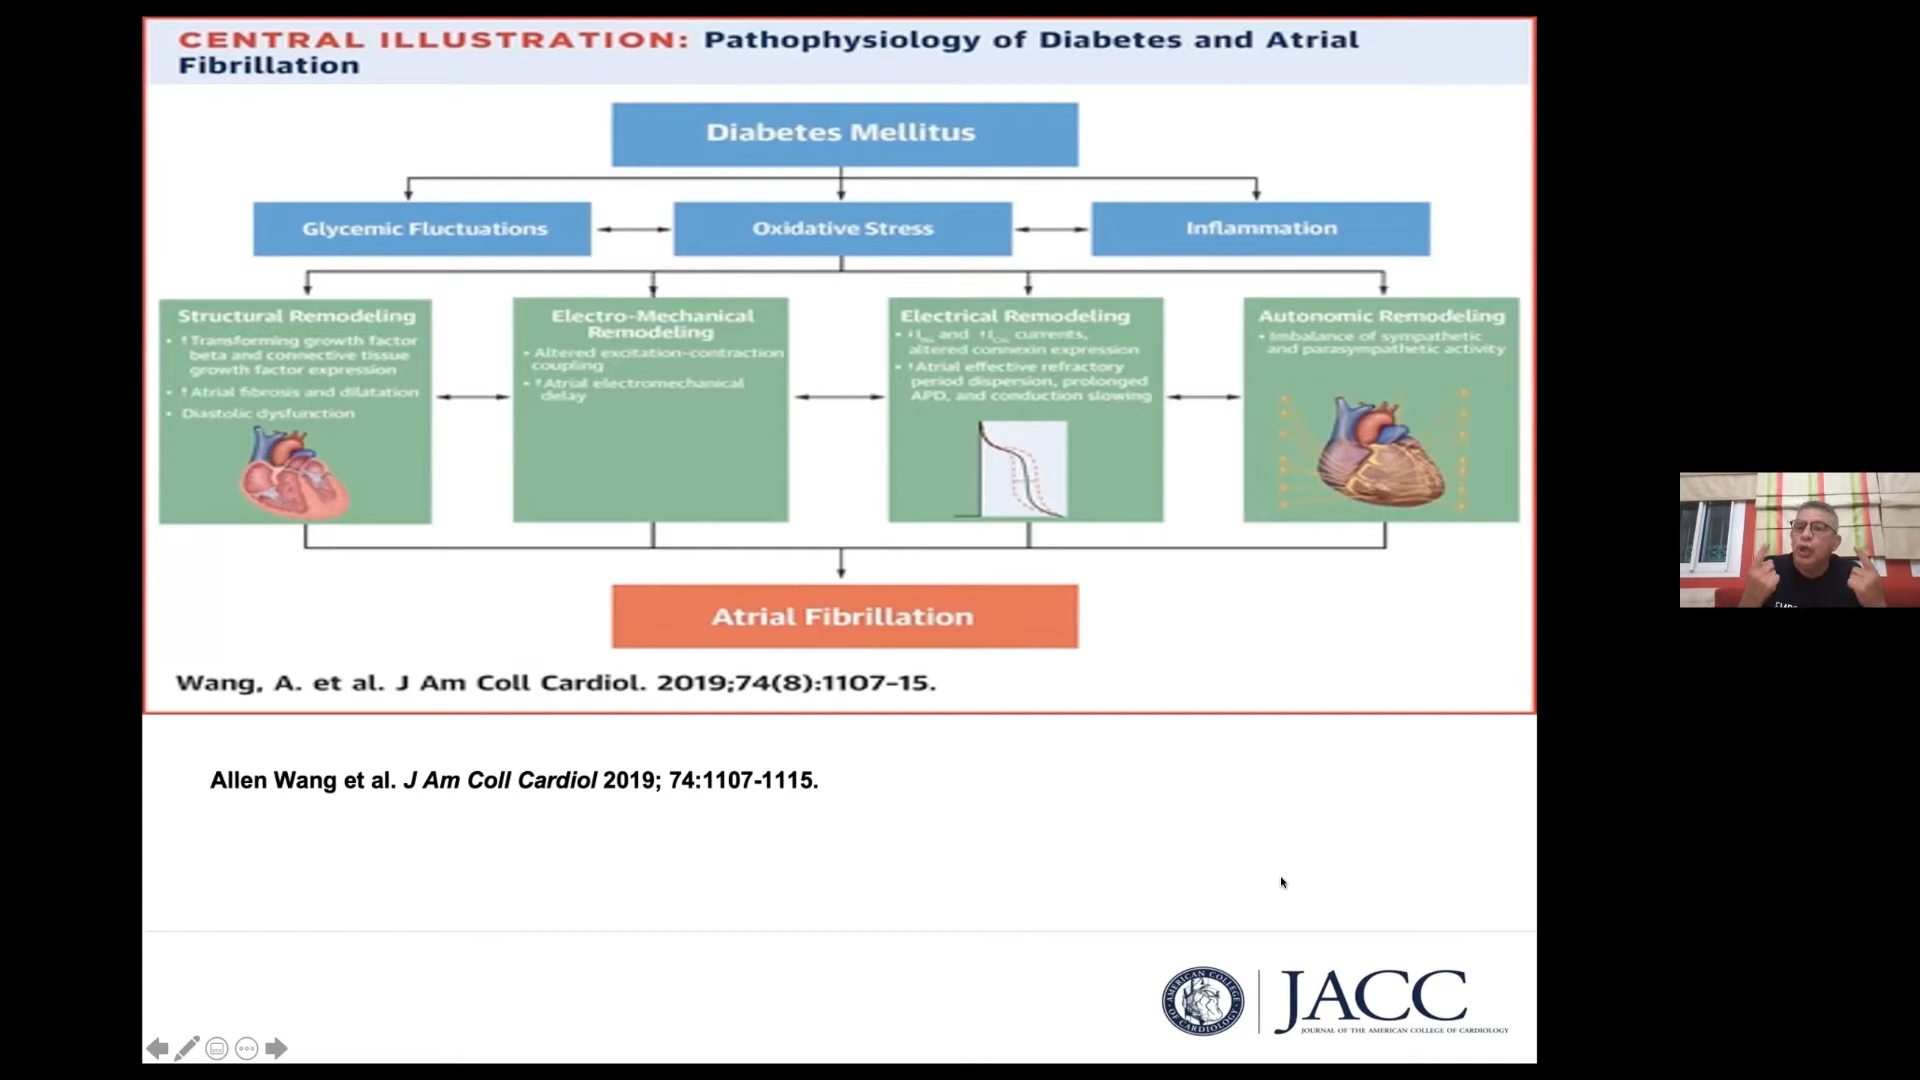 CENTRAL ILLUSTRATION: Pathophysiology of Diabetes and Atrial
Fibrillation
Diabetes Mellitus
Glycemic Fluctuations
Oxidative Stress
Inflammation
Structural Remodeling
• ↑Transforming growth factor
beta and connective tissue
growth factor expression
• ↑Atrial fibrosis and dilatation
• Diastolic dysfunction
Electro-Mechanical
Remodeling
• Altered excitation-contraction
coupling
• ↑Atrial electromechanical
delay
Electrical Remodeling
and currents,
altered connexin expression
• ↑Atrial effective refractory
period dispersion, prolonged
APD, and conduction slowing
Autonomic Remodeling
• Imbalance of sympathetic
and parasympathetic activity
Atrial Fibrillation
Wang, A. et al. J Am Coll Cardiol. 2019;74(8):1107–15.
Allen Wang et al. J Am Coll Cardiol 2019; 74:1107-1115.
AMERICAN COLLEGE OF CARDIOLOGY
JACC
JOURNAL OF THE AMERICAN COLLEGE OF CARDIOLOGY